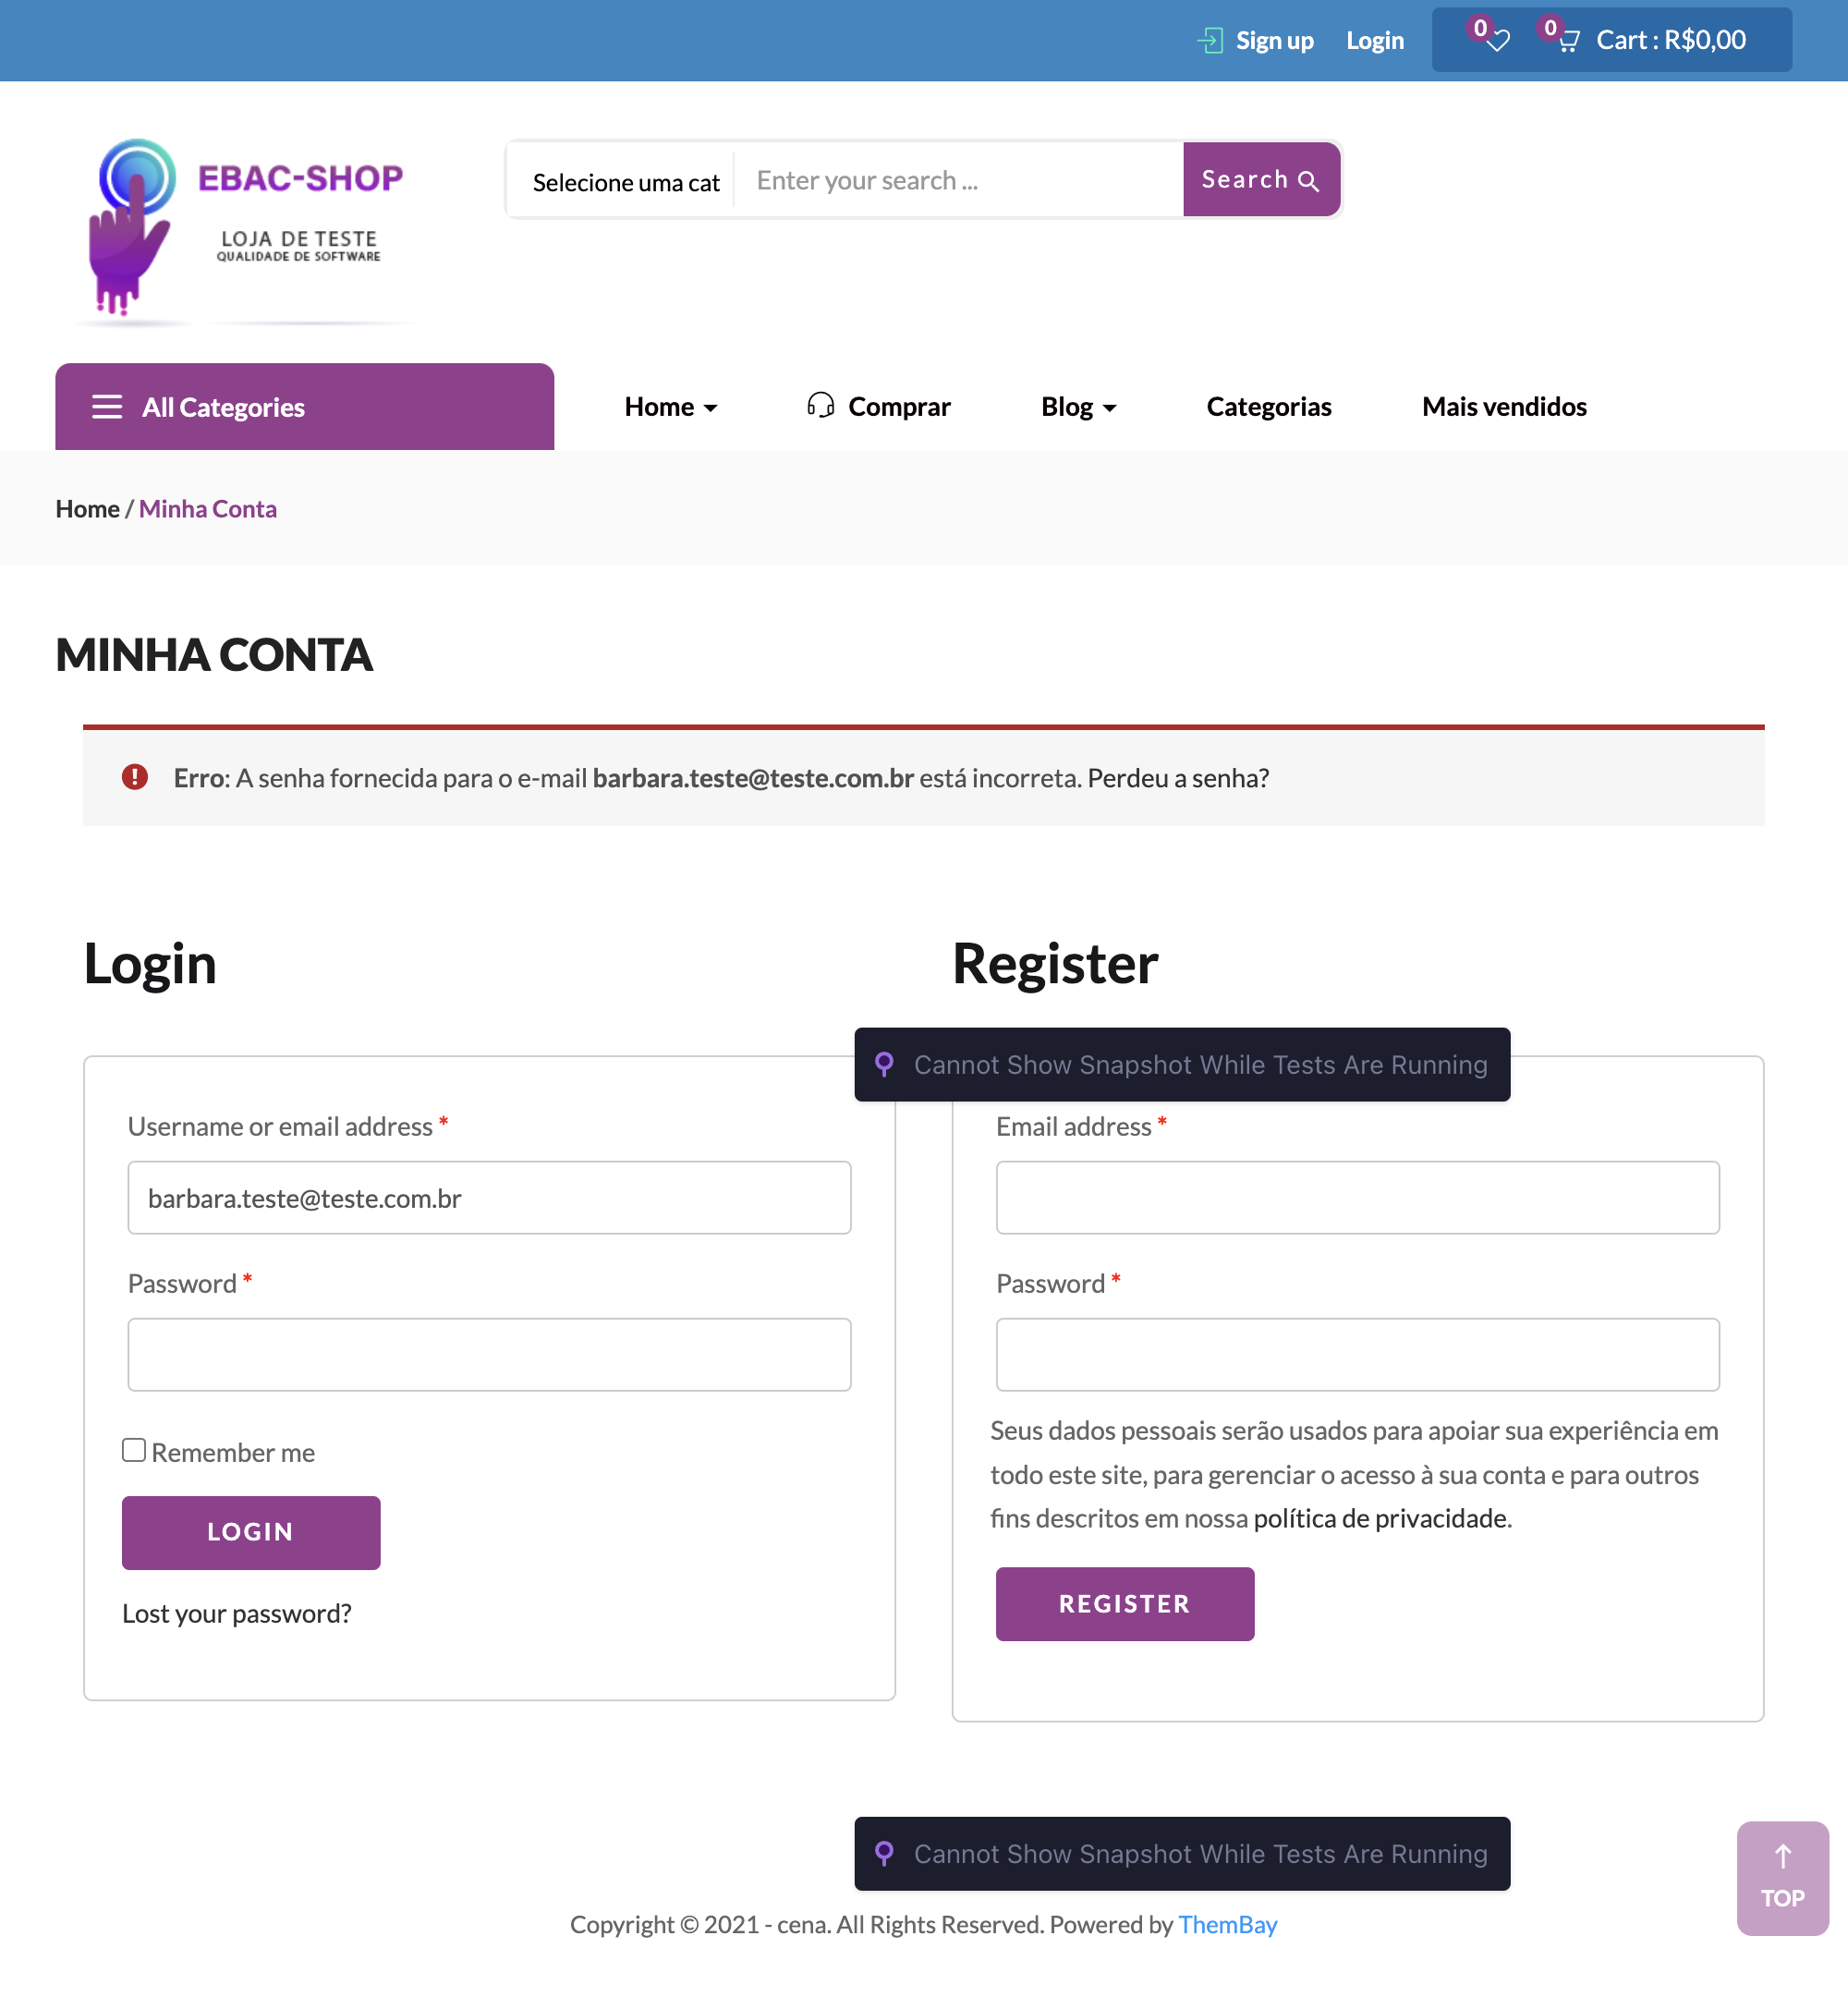 Sign up Login 0 0 Cart : R$0,00
EBAC-SHOP
LOJA DE TESTE
QUALIDADE DE SOFTWARE
Selecione uma cat Enter your search ... Search
All Categories Home Comprar Blog Categorias Mais vendidos
Home / Minha Conta
MINHA CONTA
Erro: A senha fornecida para o e-mail barbara.teste@teste.com.br está incorreta. Perdeu a senha?
Login
Username or email address *
barbara.teste@teste.com.br
Password *
Remember me
LOGIN
Lost your password?
Register
Cannot Show Snapshot While Tests Are Running
Email address *
Password *
Seus dados pessoais serão usados para apoiar sua experiência em
todo este site, para gerenciar o acesso à sua conta e para outros
fins descritos em nossa política de privacidade.
REGISTER
Cannot Show Snapshot While Tests Are Running
TOP
Copyright © 2021 - cena. All Rights Reserved. Powered by ThemBay